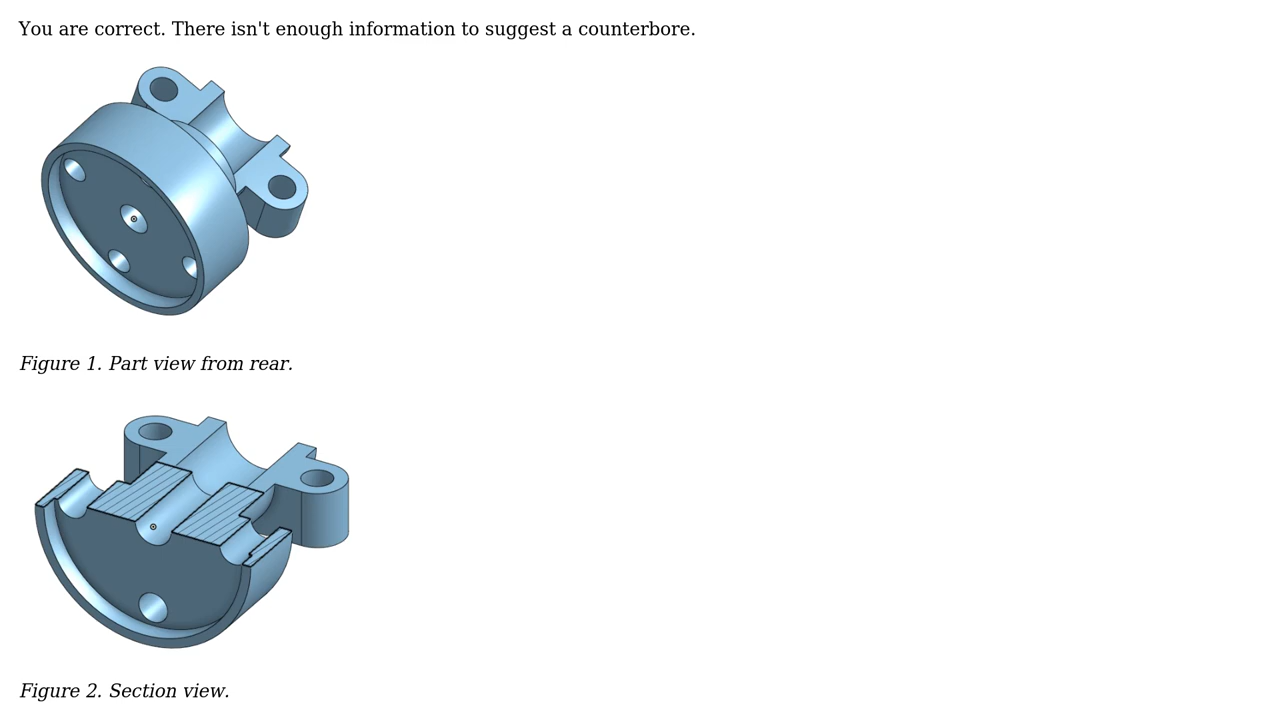 You are correct. There isn't enough information to suggest a counterbore.
Figure 1. Part view from rear.
Figure 2. Section view.